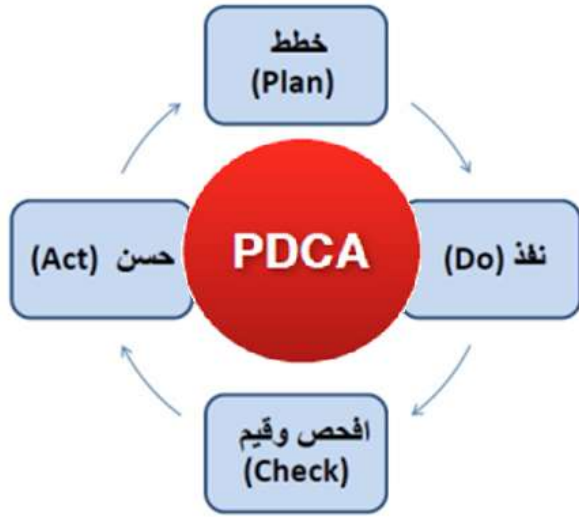 خطط
(Plan)
حسن (Act)
PDCA
نفذ (Do)
افحص وقيم
(Check)